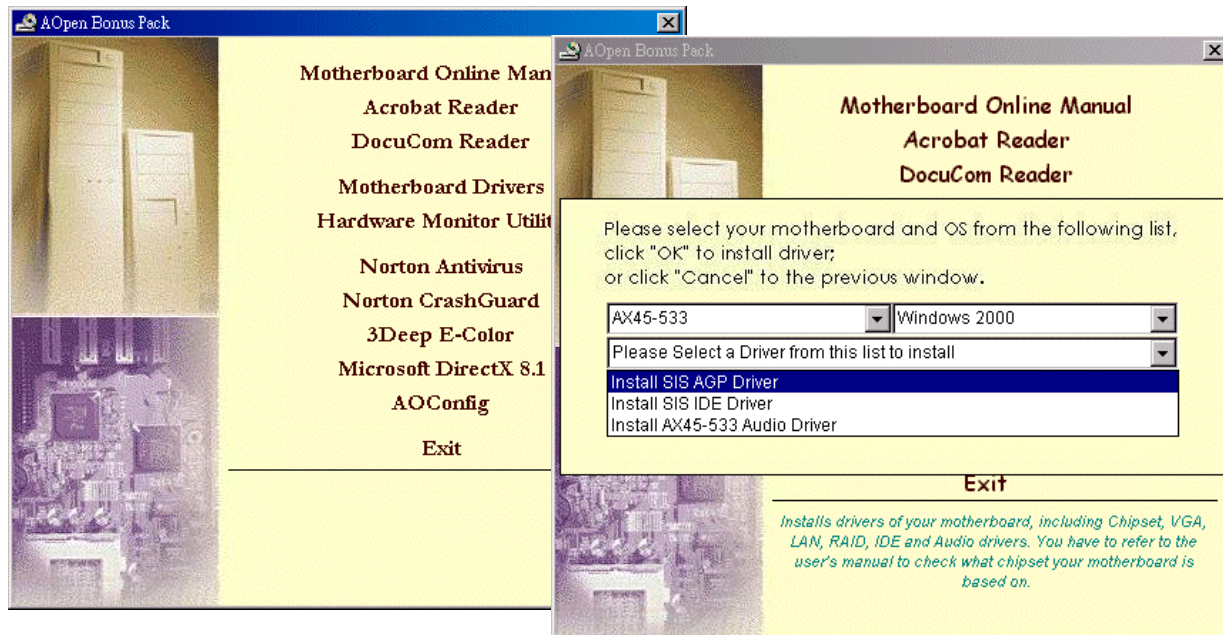 AOpen Bonus Pack
Motherboard Online Man
Acrobat Reader
DocuCom Reader
Motherboard Drivers
Hardware Monitor Utilit
Norton Antivirus
Norton CrashGuard
3Deep E-Color
Microsoft DirectX 8.1
AOConfig
Exit
AOpen Bonus Pack
Motherboard Online Manual
Acrobat Reader
DocuCom Reader
Please select your motherboard and OS from the following list,
click "OK" to install driver;
or click "Cancel" to the previous window.
AX45-533
Windows 2000
Please Select a Driver from this list to install
Install SIS AGP Driver
Install SIS IDE Driver
Install AX45-533 Audio Driver
Exit
Installs drivers of your motherboard, including Chipset, VGA,
LAN, RAID, IDE and Audio drivers. You have to refer to the
user's manual to check what chipset your motherboard is
based on.